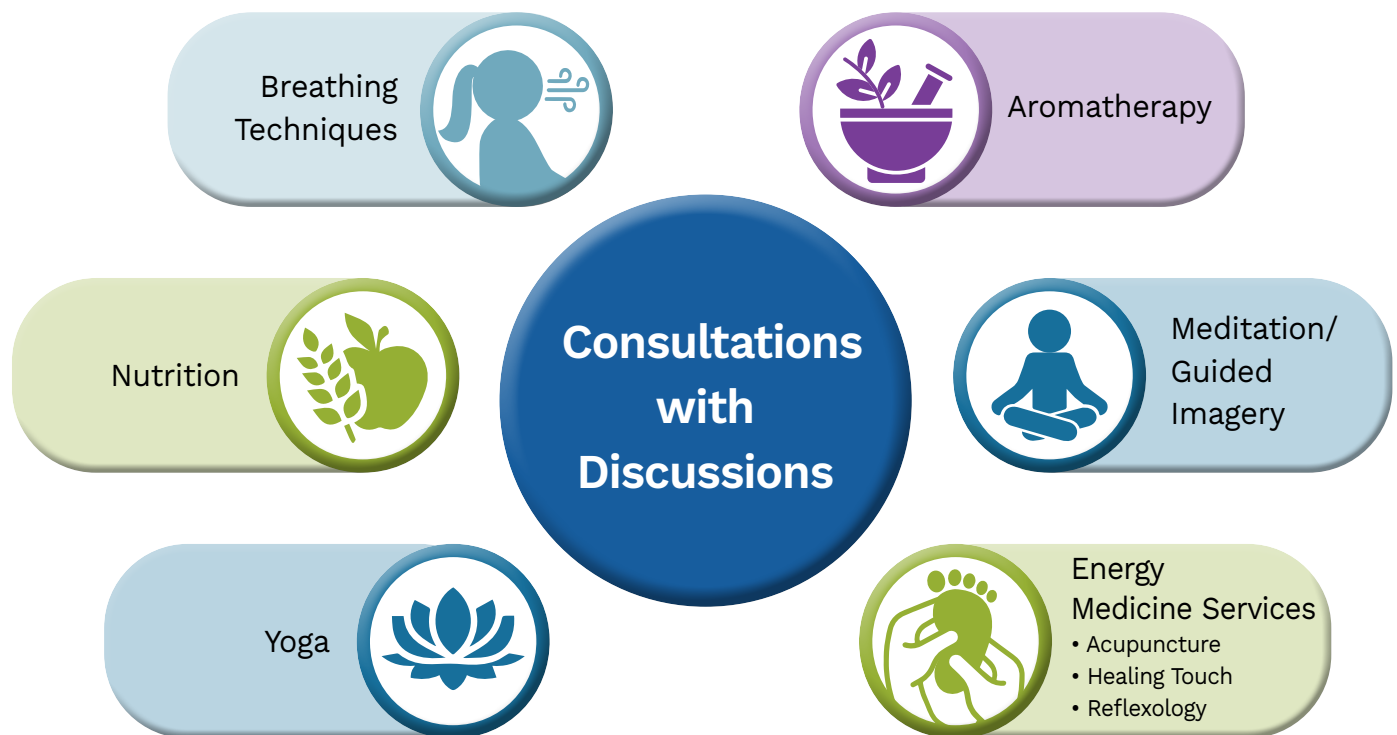 Breathing
Techniques
Aromatherapy
Nutrition
Consultations
with
Discussions
Meditation/
Guided
Imagery
Yoga
Energy
Medicine Services
• Acupuncture
• Healing Touch
• Reflexology